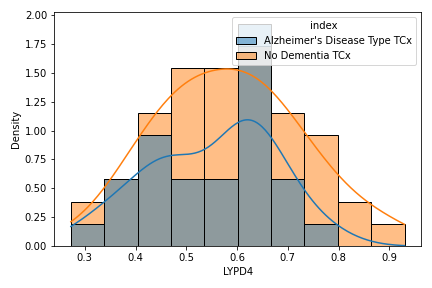 index
Alzheimer's Disease Type TCx
No Dementia TCx
2.00
1.75
1.50
1.25
1.00
0.75
0.50
0.25
0.00
Density
0.3 0.4 0.5 0.6 0.7 0.8 0.9
LYPD4